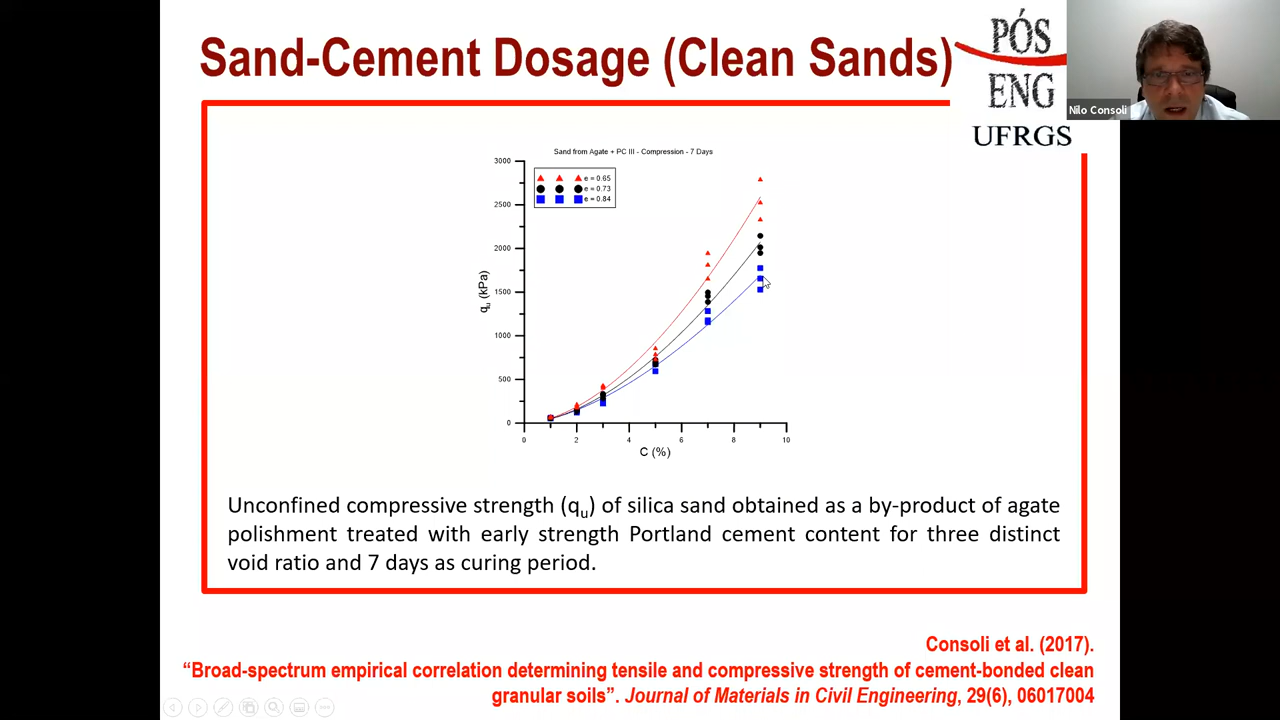 Sand-Cement Dosage (Clean Sands)
PÓS
ENG
UFRGS
Nilo Consoli
Sand from Agate + PC III - Compression - 7 Days
e = 0.65
e = 0.73
e = 0.84
3000
2500
2000
1500
1000
500
0
qu (kPa)
0 2 4 6 8 10
C (%)
Unconfined compressive strength (qu) of silica sand obtained as a by-product of agate
polishment treated with early strength Portland cement content for three distinct
void ratio and 7 days as curing period.
Consoli et al. (2017).
“Broad-spectrum empirical correlation determining tensile and compressive strength of cement-bonded clean
granular soils”. Journal of Materials in Civil Engineering, 29(6), 06017004